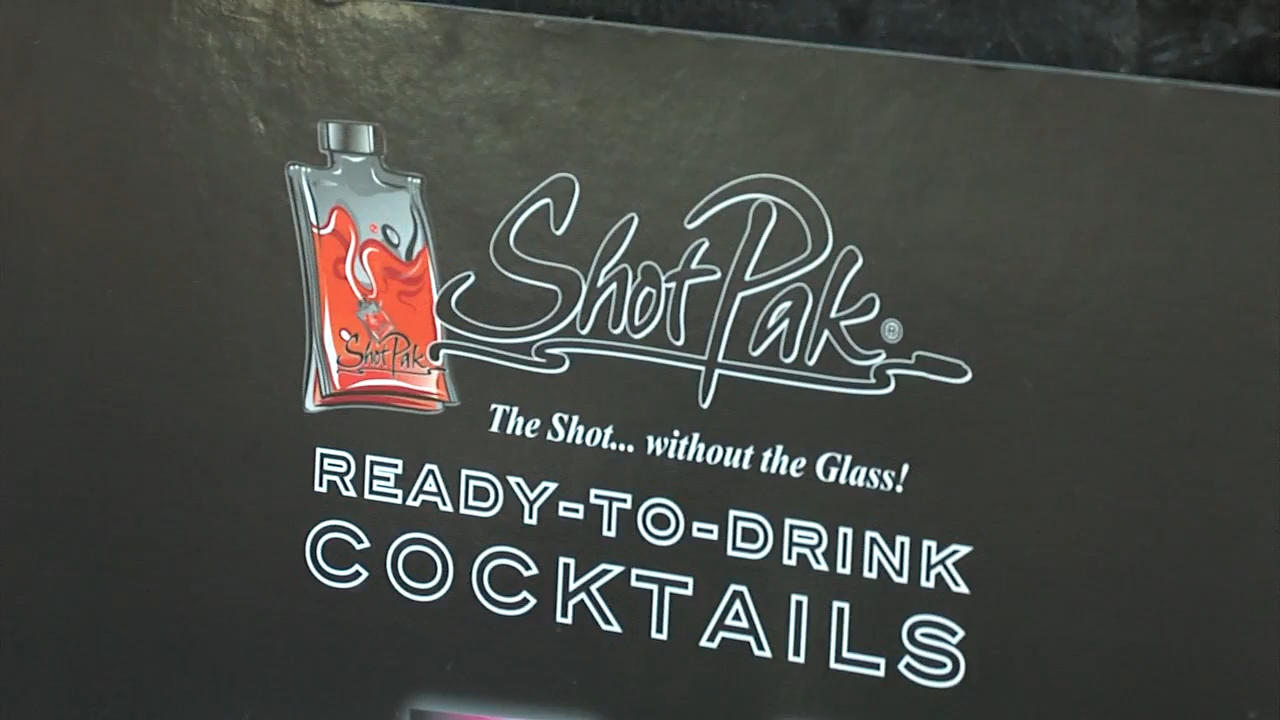 ShotPak®
ShotPak
The Shot... without the Glass!
READY-TO-DRINK
COCKTAILS